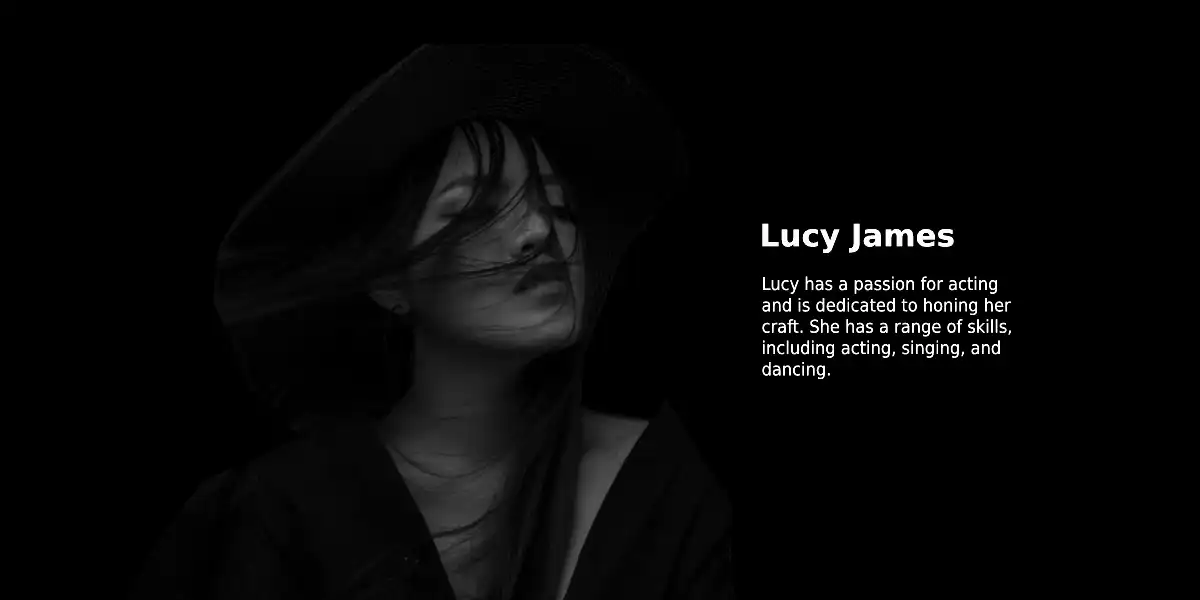 Lucy James
Lucy has a passion for acting
and is dedicated to honing her
craft. She has a range of skills,
including acting, singing, and
dancing.